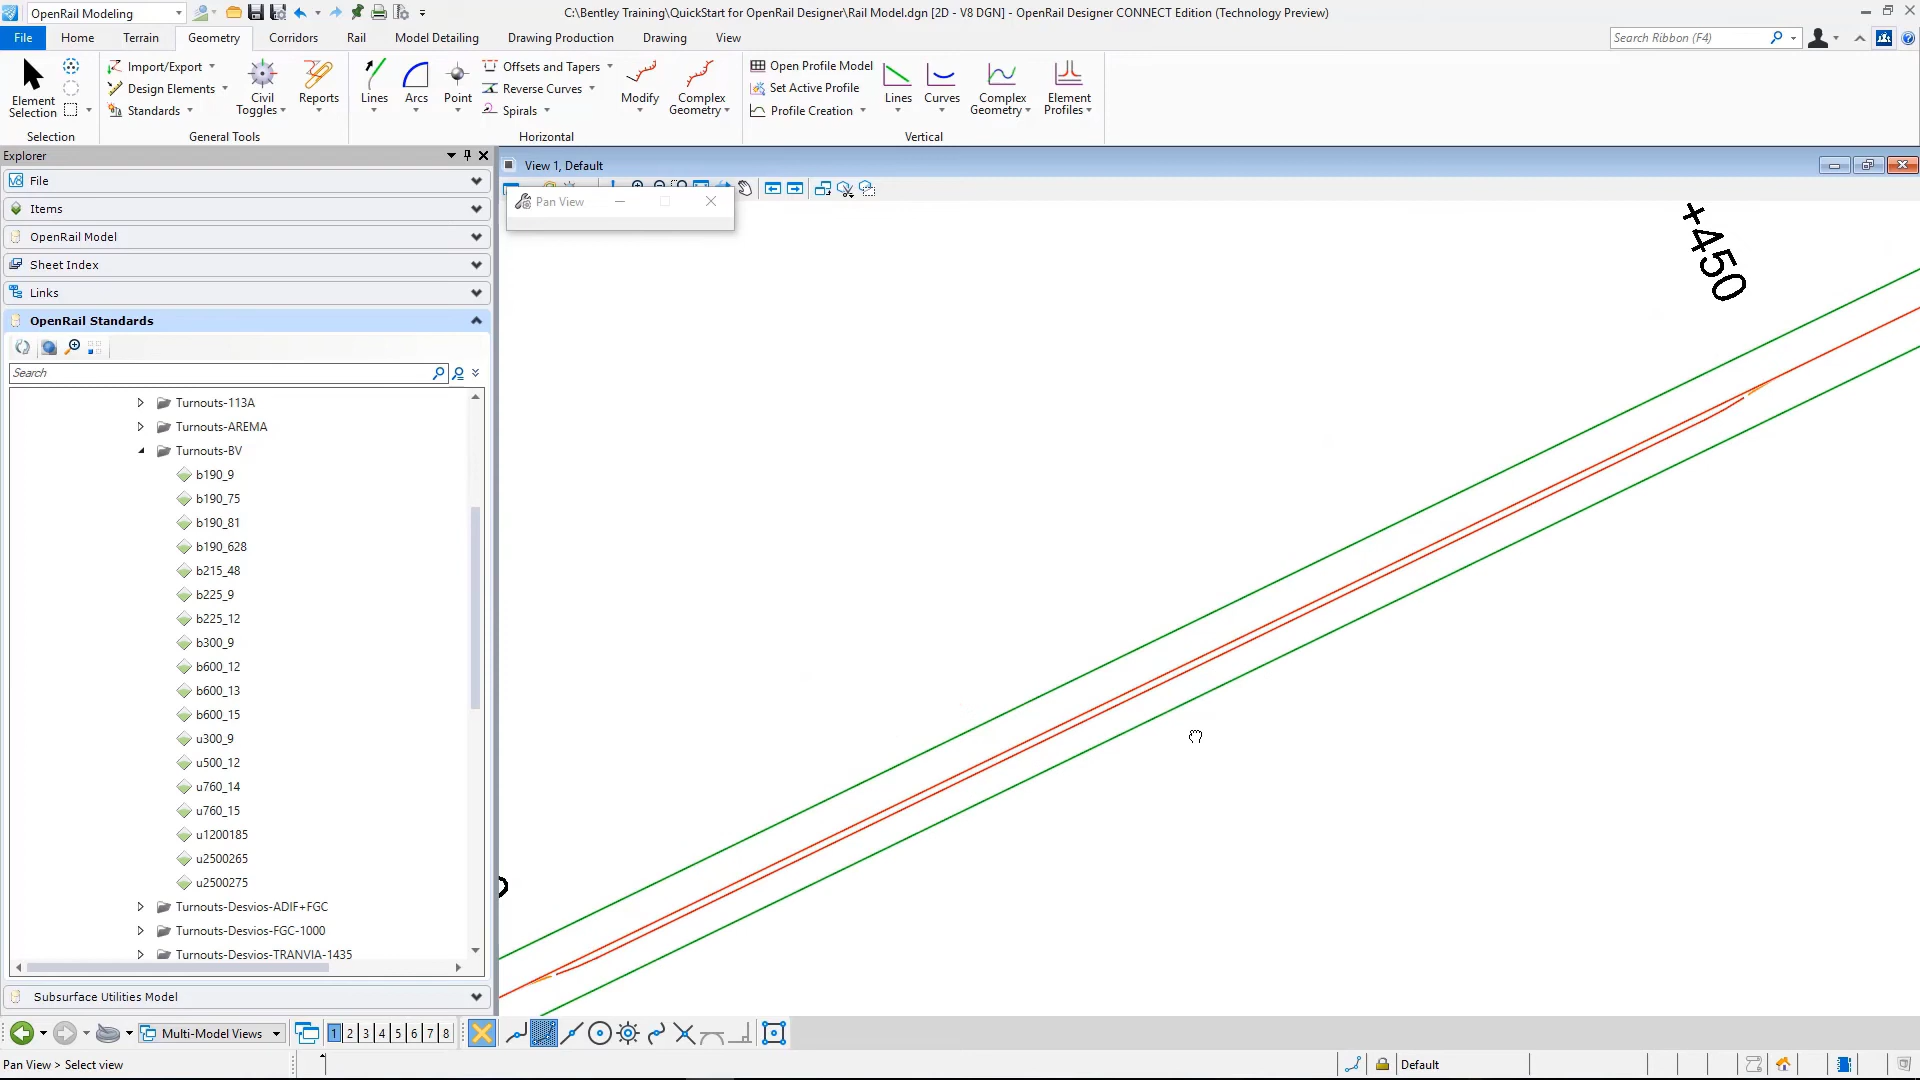 OpenRail Modeling
C:\Bentley Training\QuickStart for OpenRail Designer\Rail Model.dgn [2D - V8 DGN] - OpenRail Designer CONNECT Edition (Technology Preview)
File Home Terrain Geometry Corridors Rail Model Detailing Drawing Production Drawing View
Search Ribbon (F4)
Element Selection
Import/Export
Design Elements
Standards
Civil Toggles
Reports
Lines
Arcs
Point
Offsets and Tapers
Reverse Curves
Spirals
Modify
Complex Geometry
Open Profile Model
Set Active Profile
Profile Creation
Lines
Curves
Complex Geometry
Element Profiles
Selection General Tools Horizontal Vertical
Explorer
File
Items
OpenRail Model
Sheet Index
Links
OpenRail Standards
Search
Turnouts-113A
Turnouts-AREMA
Turnouts-BV
b190_9
b190_75
b190_81
b190_628
b215_48
b225_9
b225_12
b300_9
b600_12
b600_13
b600_15
u300_9
u500_12
u760_14
u760_15
u1200185
u2500265
u2500275
Turnouts-Desvios-ADIF+FGC
Turnouts-Desvios-FGC-1000
Turnouts-Desvios-TRANVIA-1435
Subsurface Utilities Model
View 1, Default
Pan View
+450
Multi-Model Views
1 2 3 4 5 6 7 8
Pan View > Select view
Default